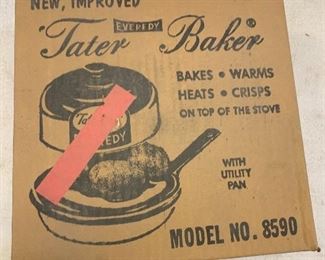 NEW, IMPROVED
'Tater EVEREDY Baker®
BAKES • WARMS
HEATS • CRISPS
ON TOP OF THE STOVE
WITH
UTILITY
PAN
MODEL NO. 8590